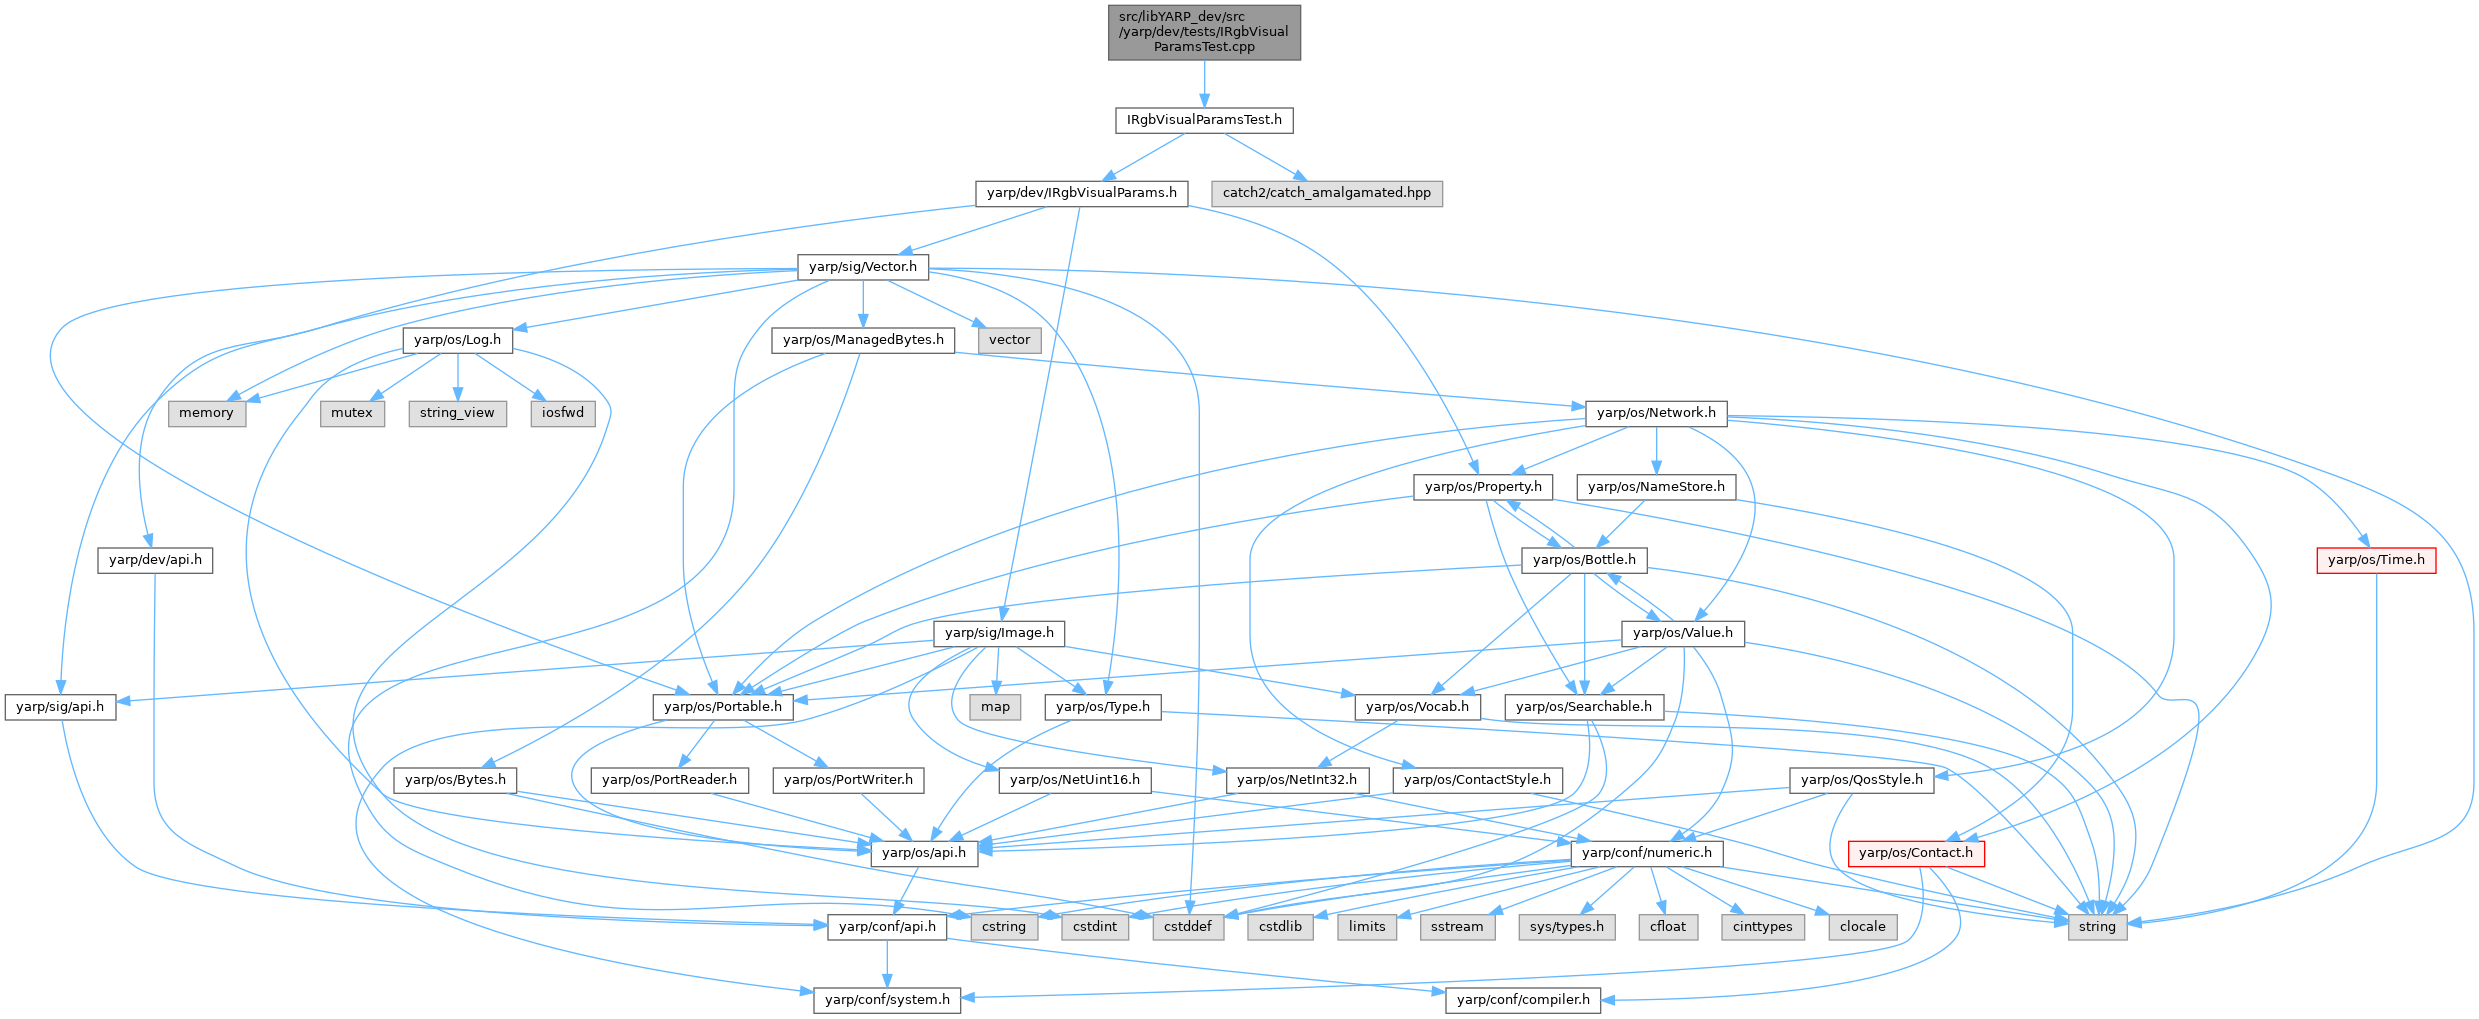 src/libYARP_dev/src
/yarp/dev/tests/IRgbVisual
ParamsTest.cpp
IRgbVisualParamsTest.h
yarp/dev/IRgbVisualParams.h
catch2/catch_amalgamated.hpp
yarp/sig/Vector.h
yarp/os/Log.h
yarp/os/ManagedBytes.h
vector
memory
mutex
string_view
iosfwd
yarp/os/Network.h
yarp/os/Property.h
yarp/os/NameStore.h
yarp/dev/api.h
yarp/os/Bottle.h
yarp/os/Time.h
yarp/sig/Image.h
yarp/os/Value.h
yarp/sig/api.h
yarp/os/Portable.h
map
yarp/os/Type.h
yarp/os/Vocab.h
yarp/os/Searchable.h
yarp/os/Bytes.h
yarp/os/PortReader.h
yarp/os/PortWriter.h
yarp/os/NetUint16.h
yarp/os/NetInt32.h
yarp/os/ContactStyle.h
yarp/os/QosStyle.h
yarp/os/api.h
yarp/conf/numeric.h
yarp/os/Contact.h
yarp/conf/api.h
cstring
cstdint
cstddef
cstdlib
limits
sstream
sys/types.h
cfloat
cinttypes
clocale
string
yarp/conf/system.h
yarp/conf/compiler.h